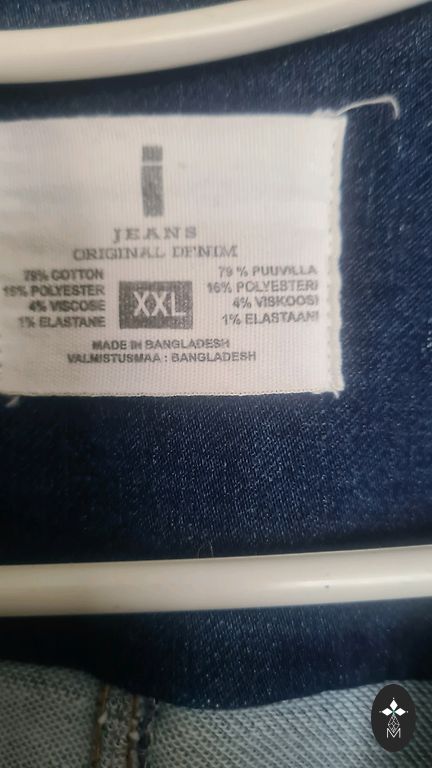 i
JEANS
ORIGINAL DENIM
79% COTTON
16% POLYESTER
4% VISCOSE
1% ELASTANE
XXL
79 % PUUVILLA
16% POLYESTERI
4% VISKOOSI
1% ELASTAANI
MADE IN BANGLADESH
VALMISTUSMAA : BANGLADESH
M